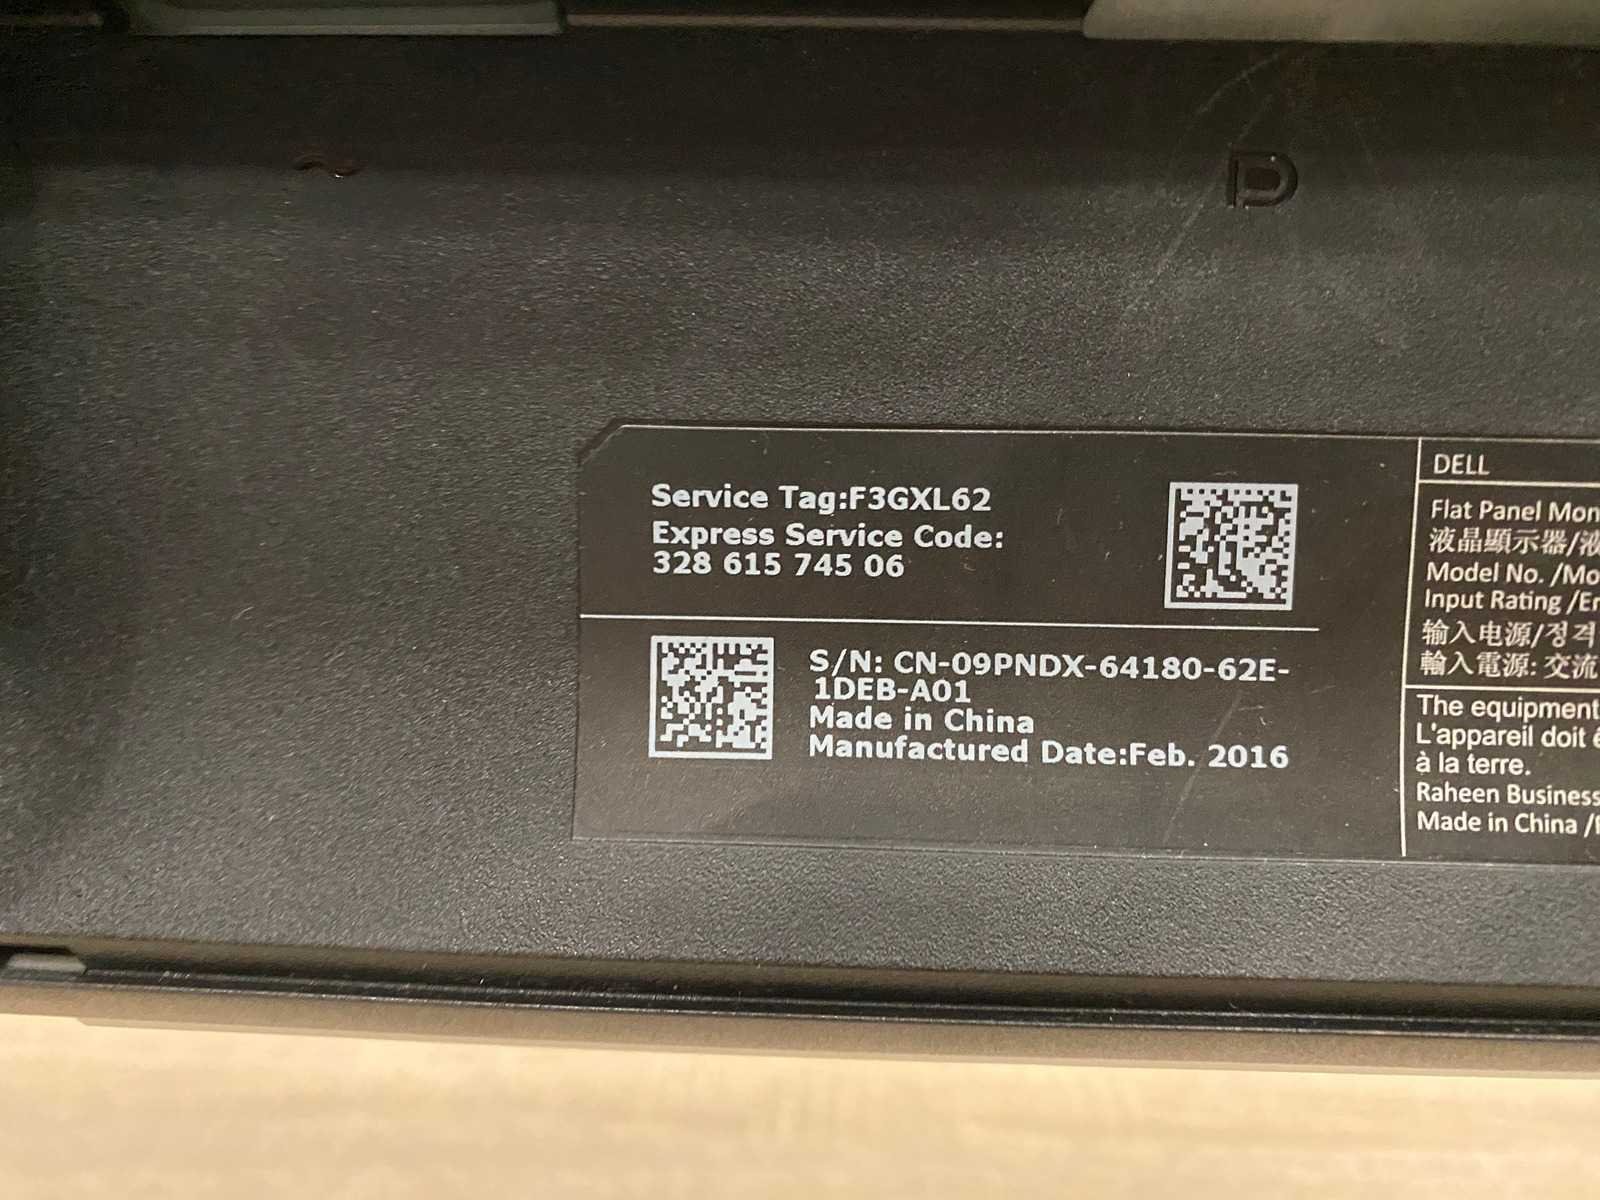 Service Tag:F3GXL62
Express Service Code:
328 615 745 06
S/N: CN-09PNDX-64180-62E-
1DEB-A01
Made in China
Manufactured Date:Feb. 2016
DELL
Flat Panel Mon
液晶顯示器/液
Model No. /Mo
Input Rating /En
输入电源/정격
輸入電源: 交流
The equipment
L'appareil doit ê
à la terre.
Raheen Business
Made in China /